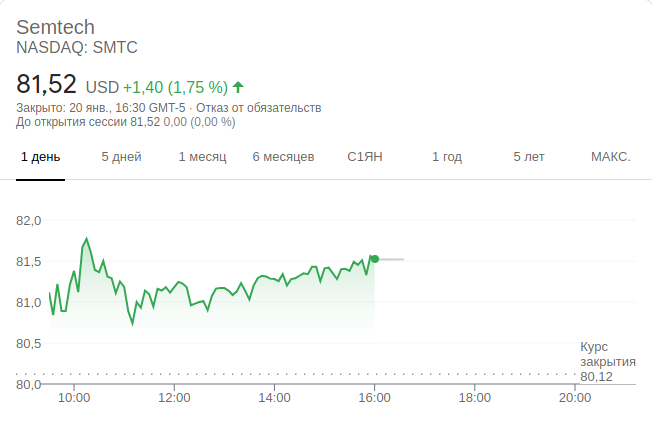 Semtech
NASDAQ: SMTC
81,52 USD +1,40 (1,75 %)
Закрыто: 20 янв., 16:30 GMT-5 · Отказ от обязательств
До открытия сессии 81,52 0,00 (0,00 %)
1 день 5 дней 1 месяц 6 месяцев С1ЯН 1 год 5 лет МАКС.
82,0
81,5
81,0
80,5
80,0
Курс
закрытия
80,12
10:00 12:00 14:00 16:00 18:00 20:00